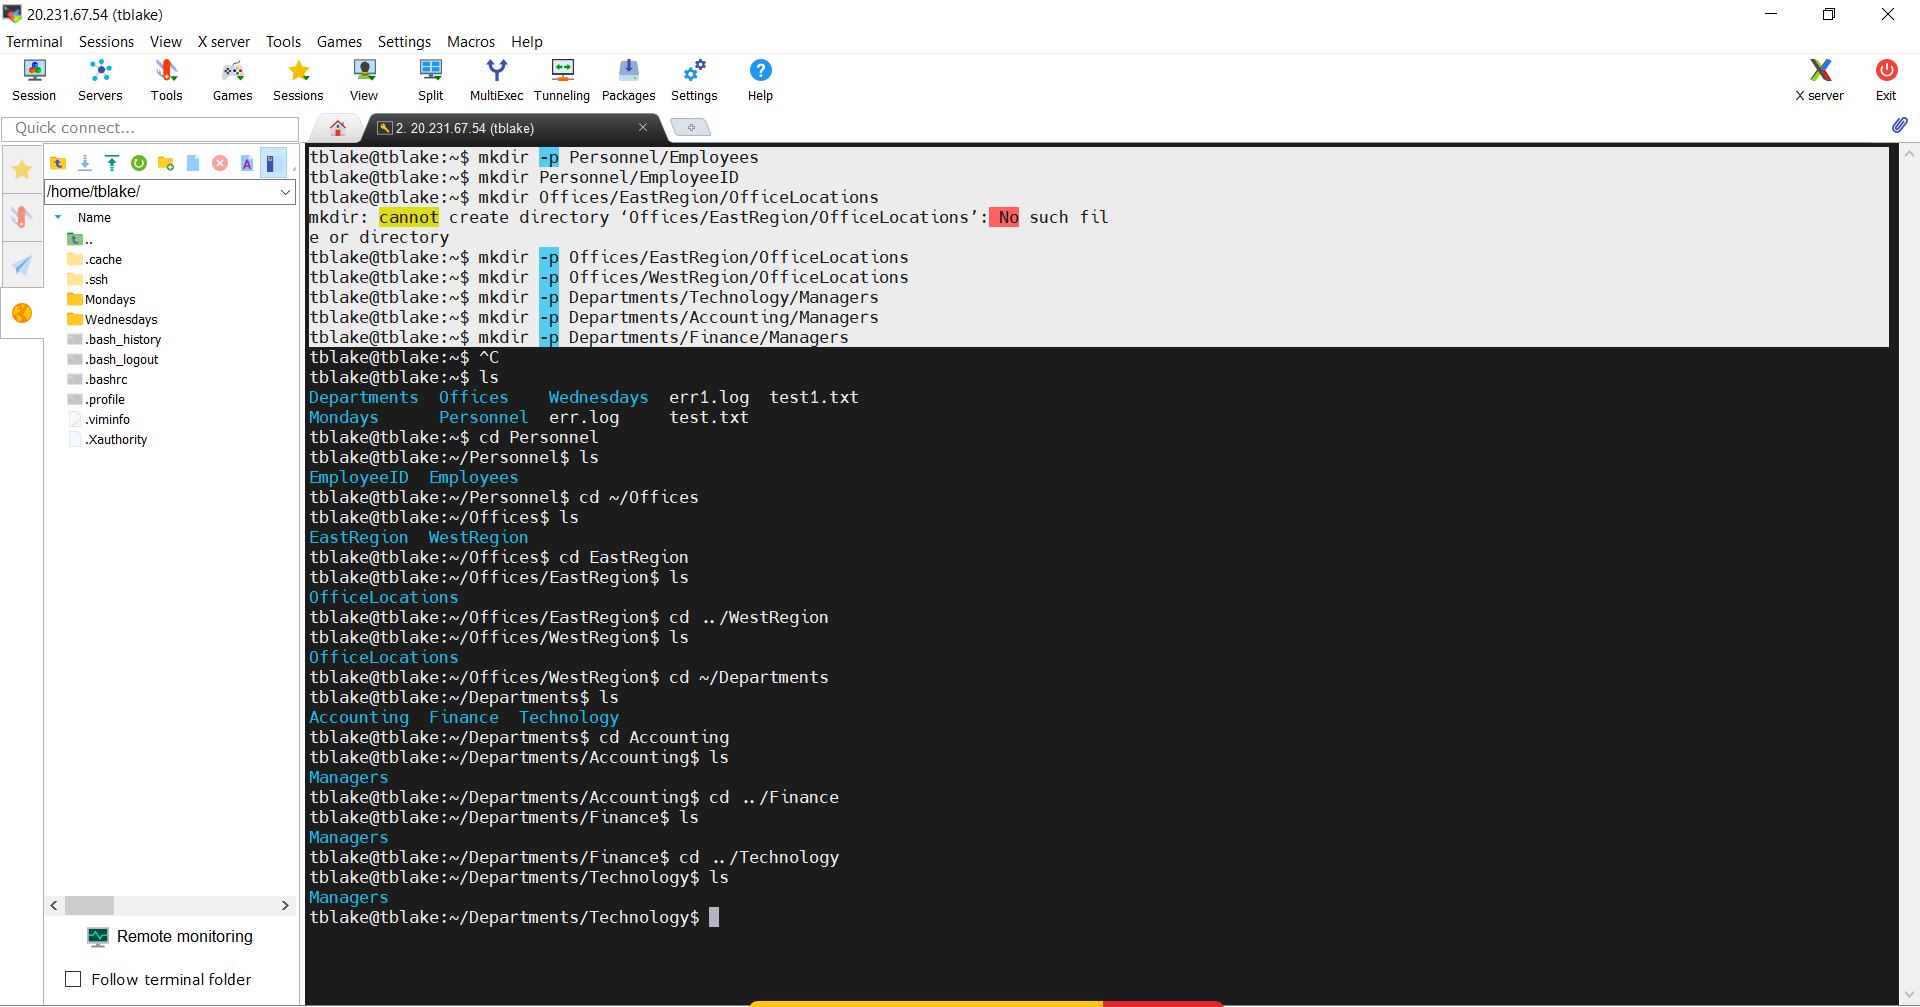 20.231.67.54 (tblake)
Terminal Sessions View X server Tools Games Settings Macros Help
Session Servers Tools Games Sessions View Split MultiExec Tunneling Packages Settings Help X server Exit
Quick connect...
2. 20.231.67.54 (tblake)
/home/tblake/
Name
..
.cache
.ssh
Mondays
Wednesdays
.bash_history
.bash_logout
.bashrc
.profile
.viminfo
.Xauthority
Remote monitoring
Follow terminal folder
tblake@tblake:~$ mkdir -p Personnel/Employees
tblake@tblake:~$ mkdir Personnel/EmployeeID
tblake@tblake:~$ mkdir Offices/EastRegion/OfficeLocations
mkdir: cannot create directory ‘Offices/EastRegion/OfficeLocations’: No such fil
e or directory
tblake@tblake:~$ mkdir -p Offices/EastRegion/OfficeLocations
tblake@tblake:~$ mkdir -p Offices/WestRegion/OfficeLocations
tblake@tblake:~$ mkdir -p Departments/Technology/Managers
tblake@tblake:~$ mkdir -p Departments/Accounting/Managers
tblake@tblake:~$ mkdir -p Departments/Finance/Managers
tblake@tblake:~$ ^C
tblake@tblake:~$ ls
Departments Offices Wednesdays err1.log test1.txt
Mondays Personnel err.log test.txt
tblake@tblake:~$ cd Personnel
tblake@tblake:~/Personnel$ ls
EmployeeID Employees
tblake@tblake:~/Personnel$ cd ~/Offices
tblake@tblake:~/Offices$ ls
EastRegion WestRegion
tblake@tblake:~/Offices$ cd EastRegion
tblake@tblake:~/Offices/EastRegion$ ls
OfficeLocations
tblake@tblake:~/Offices/EastRegion$ cd ../WestRegion
tblake@tblake:~/Offices/WestRegion$ ls
OfficeLocations
tblake@tblake:~/Offices/WestRegion$ cd ~/Departments
tblake@tblake:~/Departments$ ls
Accounting Finance Technology
tblake@tblake:~/Departments$ cd Accounting
tblake@tblake:~/Departments/Accounting$ ls
Managers
tblake@tblake:~/Departments/Accounting$ cd ../Finance
tblake@tblake:~/Departments/Finance$ ls
Managers
tblake@tblake:~/Departments/Finance$ cd ../Technology
tblake@tblake:~/Departments/Technology$ ls
Managers
tblake@tblake:~/Departments/Technology$